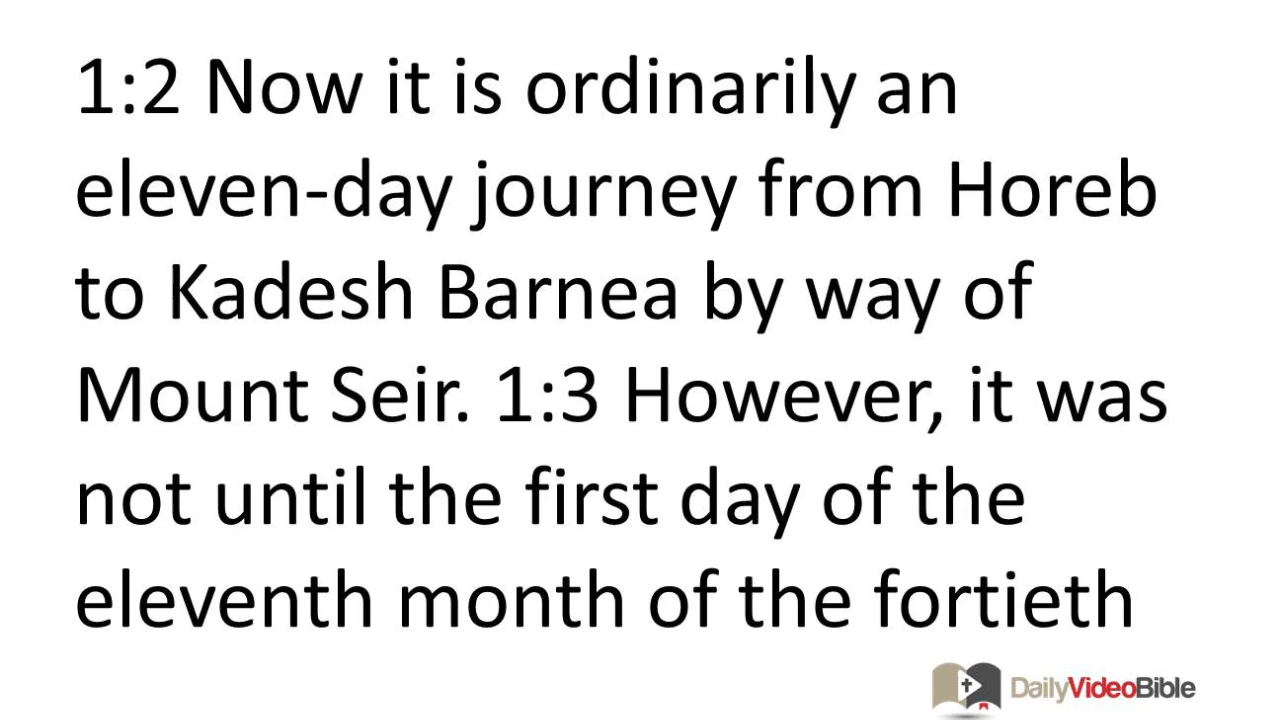 1:2 Now it is ordinarily an
eleven-day journey from Horeb
to Kadesh Barnea by way of
Mount Seir. 1:3 However, it was
not until the first day of the
eleventh month of the fortieth
DailyVideoBible